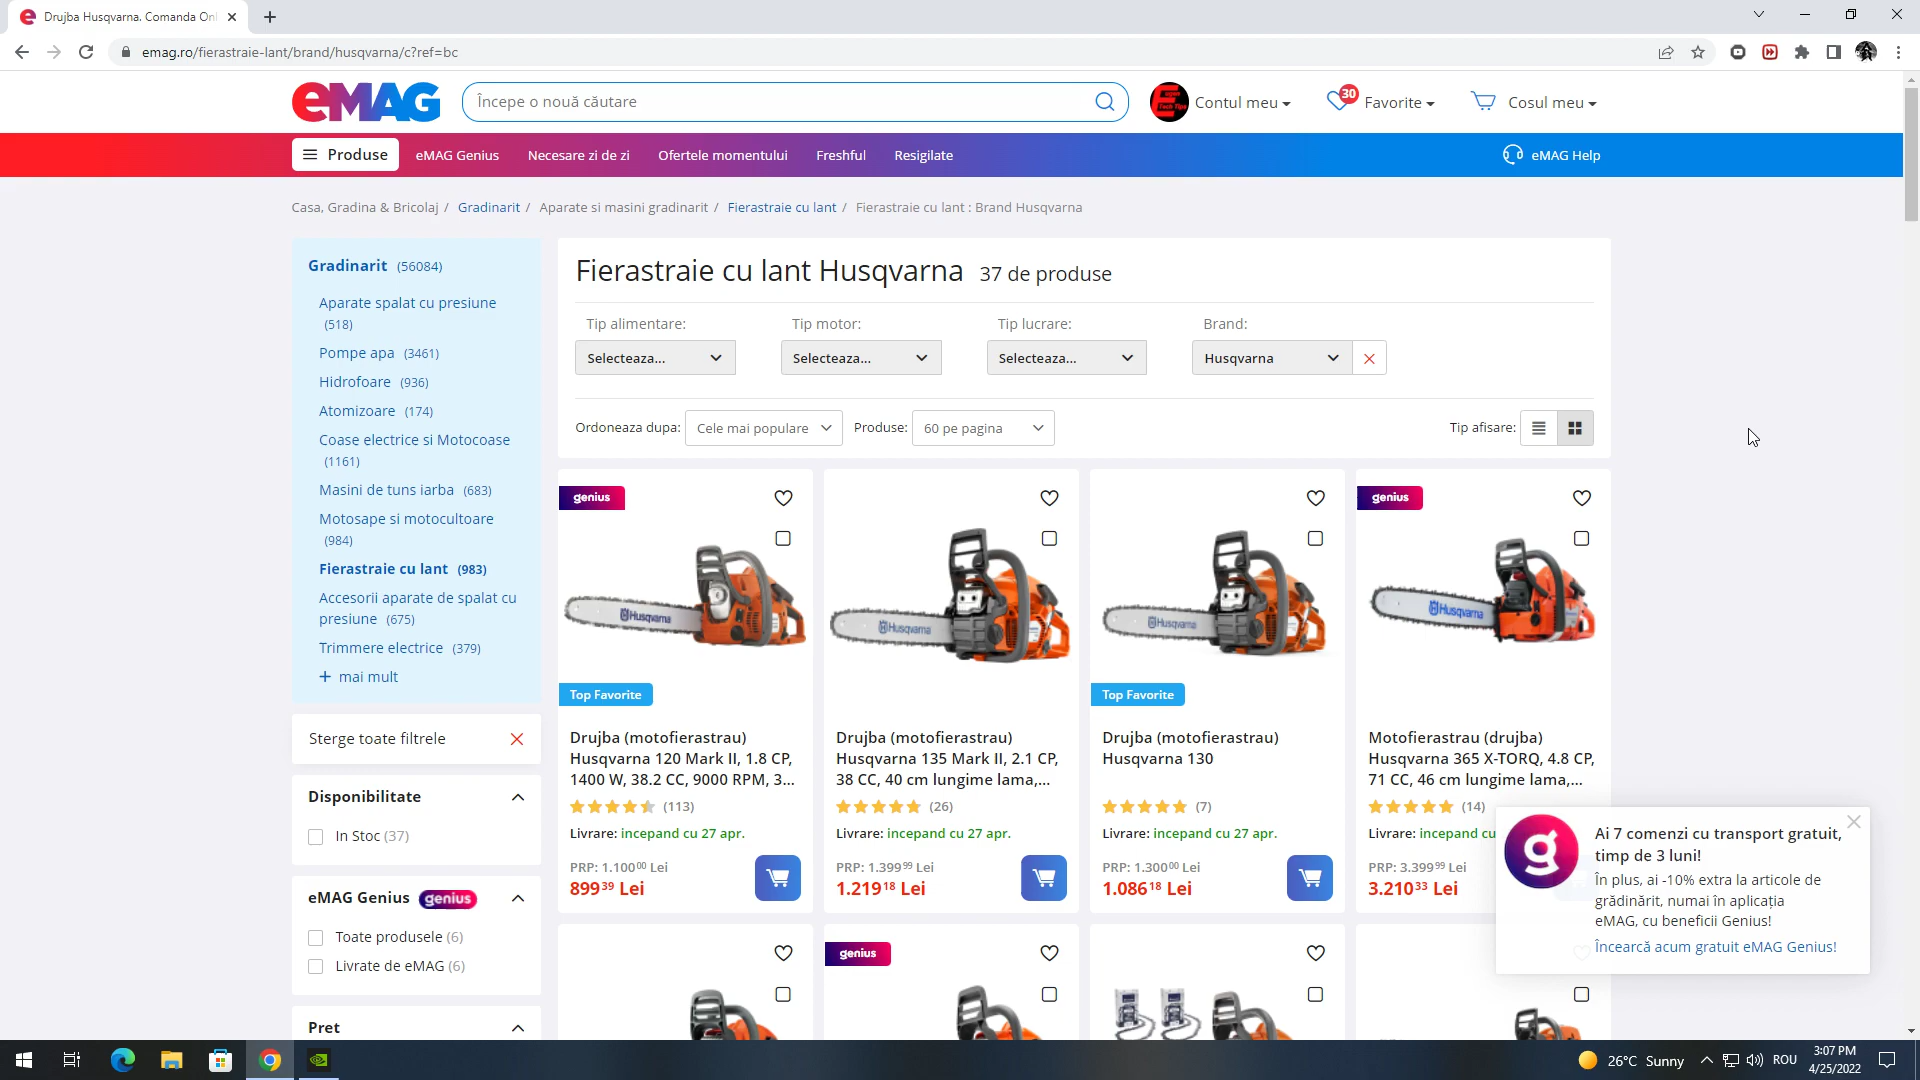 Drujba Husqvarna. Comanda Onl
emag.ro/fierastraie-lant/brand/husqvarna/c?ref=bc
eMAG
Începe o nouă căutare
Contul meu
30
Favorite
Cosul meu
Produse
eMAG Genius
Necesare zi de zi
Ofertele momentului
Freshful
Resigilate
eMAG Help
Casa, Gradina & Bricolaj / Gradinarit / Aparate si masini gradinarit / Fierastraie cu lant / Fierastraie cu lant : Brand Husqvarna
Gradinarit (56084)
Aparate spalat cu presiune
(518)
Pompe apa (3461)
Hidrofoare (936)
Atomizoare (174)
Coase electrice si Motocoase
(1161)
Masini de tuns iarba (683)
Motosape si motocultoare
(984)
Fierastraie cu lant (983)
Accesorii aparate de spalat cu
presiune (675)
Trimmere electrice (379)
+ mai mult
Sterge toate filtrele
Disponibilitate
In Stoc (37)
eMAG Genius genius
Toate produsele (6)
Livrate de eMAG (6)
Pret
Fierastraie cu lant Husqvarna 37 de produse
Tip alimentare:
Selecteaza...
Tip motor:
Selecteaza...
Tip lucrare:
Selecteaza...
Brand:
Husqvarna
Ordoneaza dupa: Cele mai populare
Produse: 60 pe pagina
Tip afisare:
genius
Husqvarna
Top Favorite
Drujba (motofierastrau)
Husqvarna 120 Mark II, 1.8 CP,
1400 W, 38.2 CC, 9000 RPM, 3...
(113)
Livrare: incepand cu 27 apr.
PRP: 1.100⁰⁰ Lei
899³⁹ Lei
Husqvarna
Drujba (motofierastrau)
Husqvarna 135 Mark II, 2.1 CP,
38 CC, 40 cm lungime lama,...
(26)
Livrare: incepand cu 27 apr.
PRP: 1.399⁹⁹ Lei
1.219¹⁸ Lei
Husqvarna
Top Favorite
Drujba (motofierastrau)
Husqvarna 130
(7)
Livrare: incepand cu 27 apr.
PRP: 1.300⁰⁰ Lei
1.086¹⁸ Lei
genius
Husqvarna
Motofierastrau (drujba)
Husqvarna 365 X-TORQ, 4.8 CP,
71 CC, 46 cm lungime lama,...
(14)
Livrare: incepand cu
PRP: 3.399⁹⁹ Lei
3.210³³ Lei
genius
Ai 7 comenzi cu transport gratuit,
timp de 3 luni!
În plus, ai -10% extra la articole de
grădinărit, numai în aplicația
eMAG, cu beneficii Genius!
Încearcă acum gratuit eMAG Genius!
26°C Sunny
ROU
3:07 PM
4/25/2022